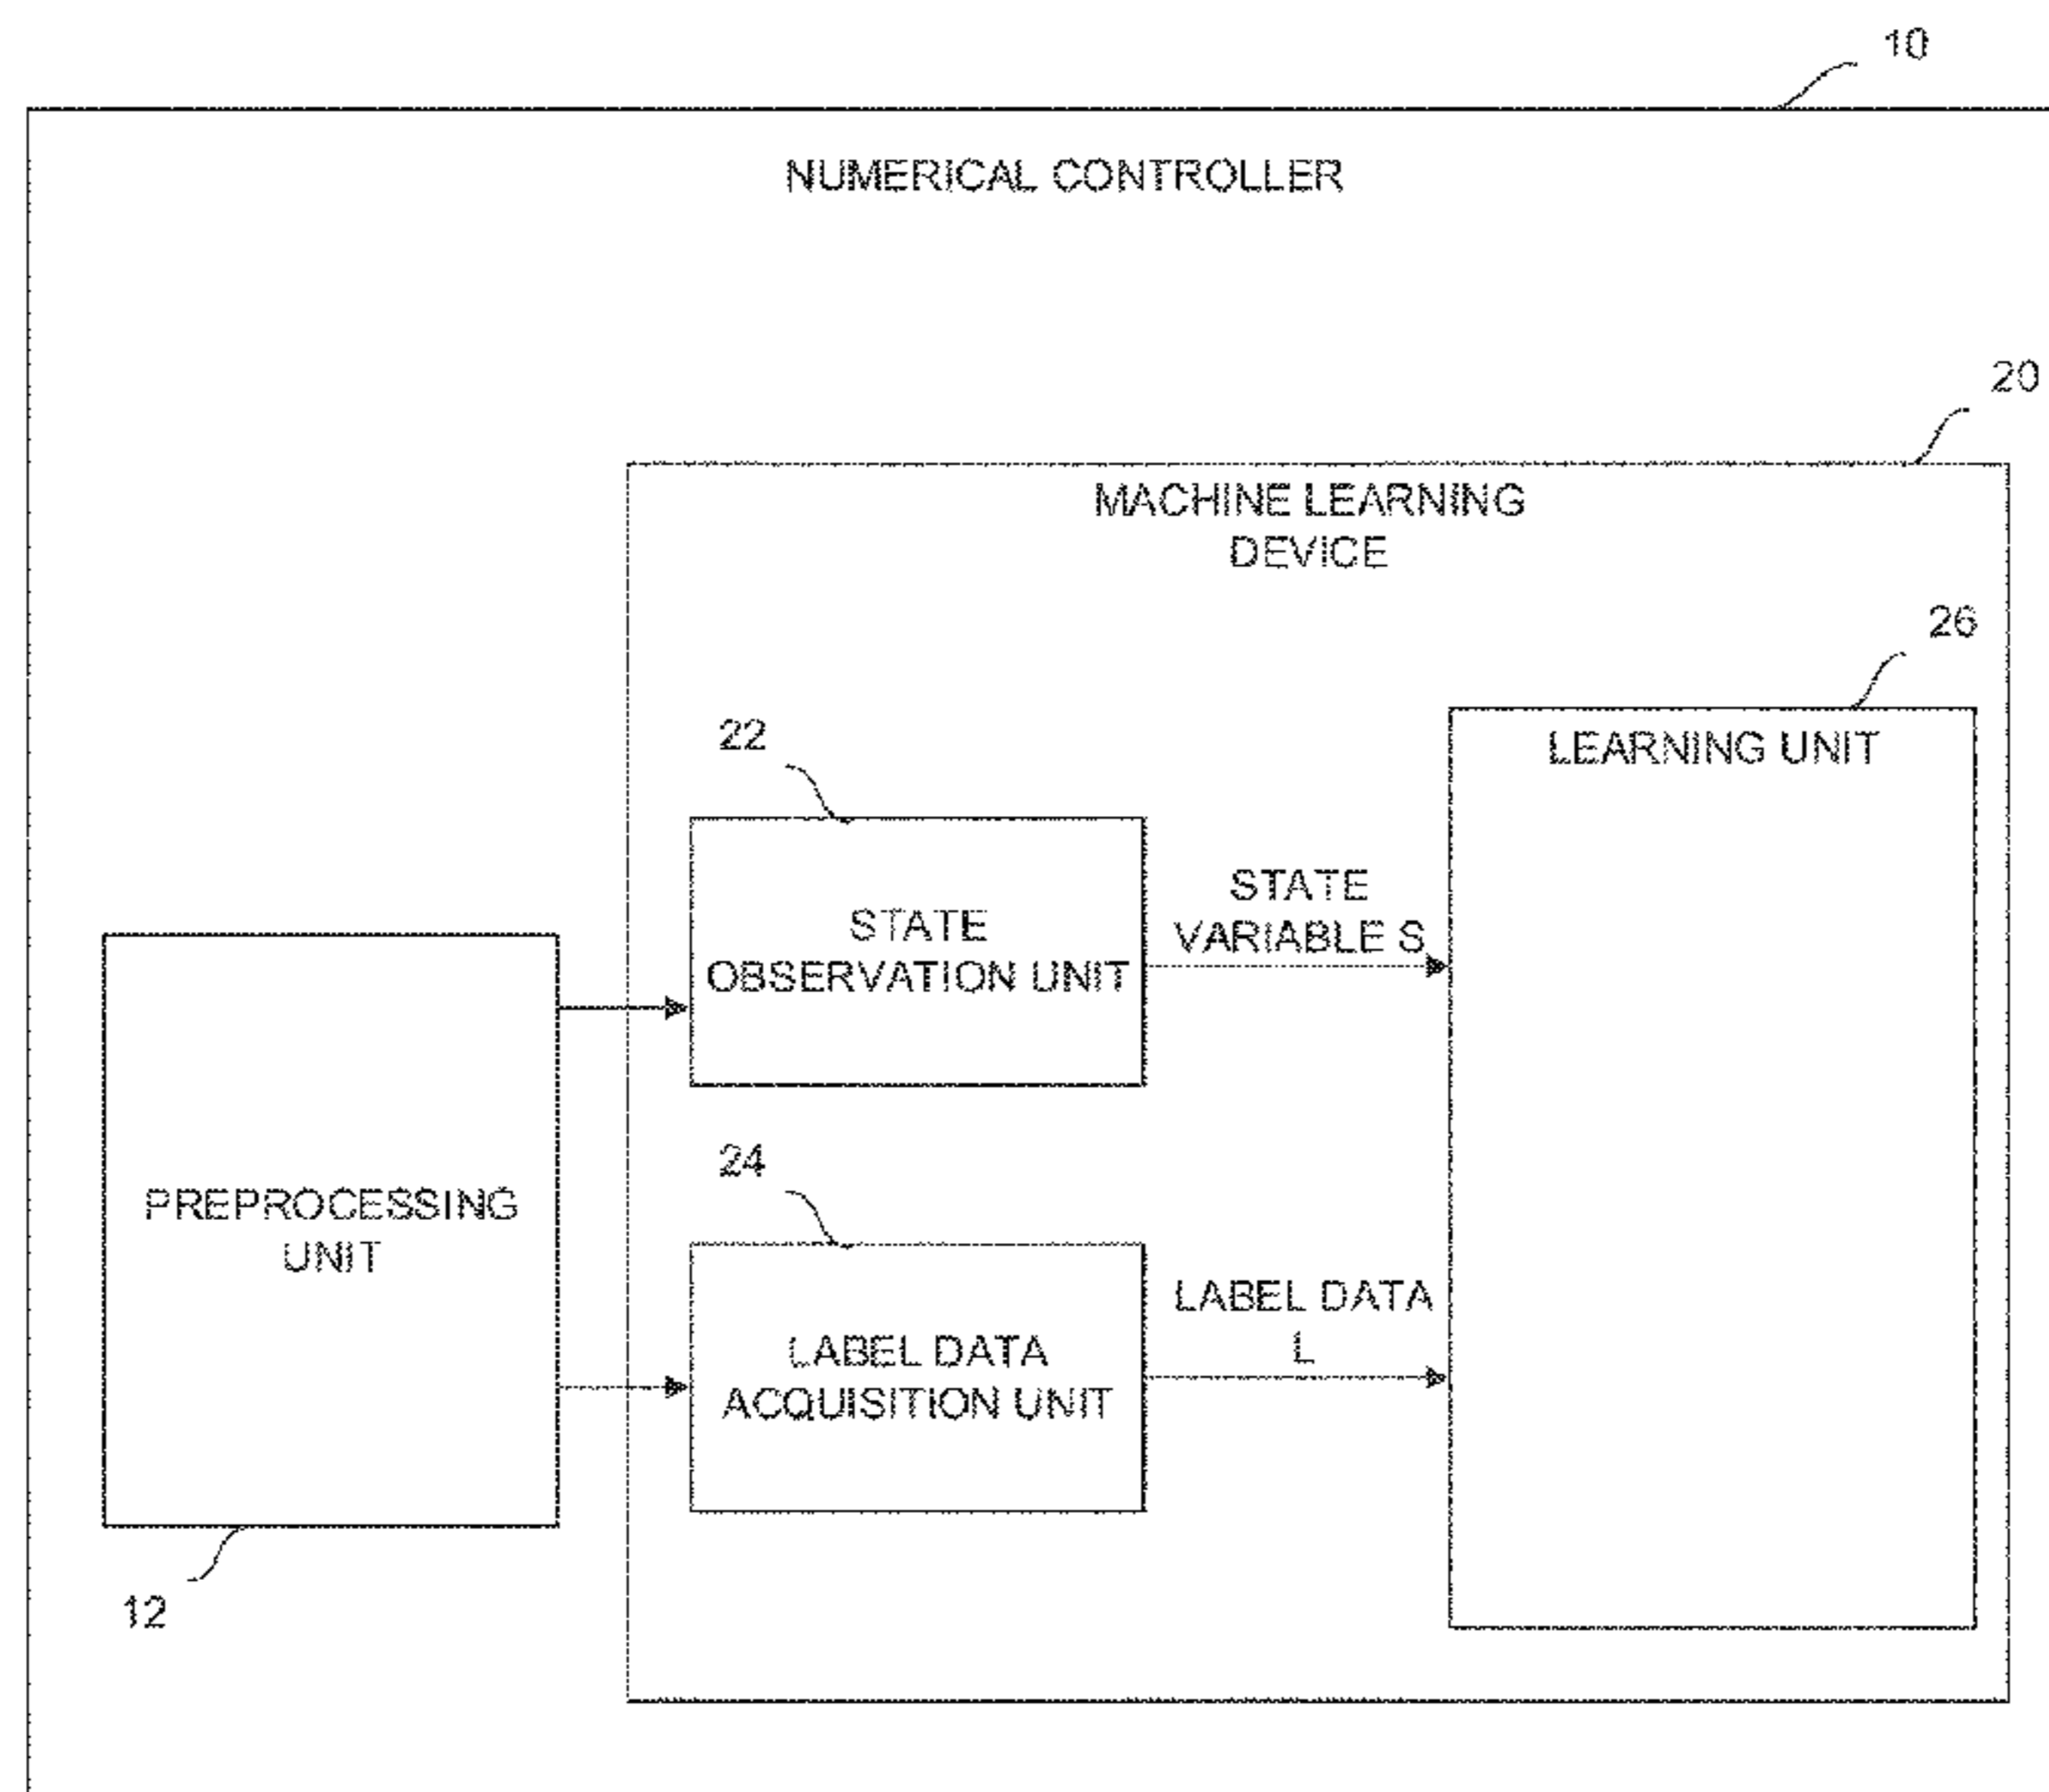 10
NUMERICAL CONTROLLER
20
MACHINE LEARNING
DEVICE
26
LEARNING UNIT
22
STATE
OBSERVATION UNIT
STATE
VARIABLE S
PREPROCESSING
UNIT
12
24
LABEL DATA
ACQUISITION UNIT
LABEL DATA
L